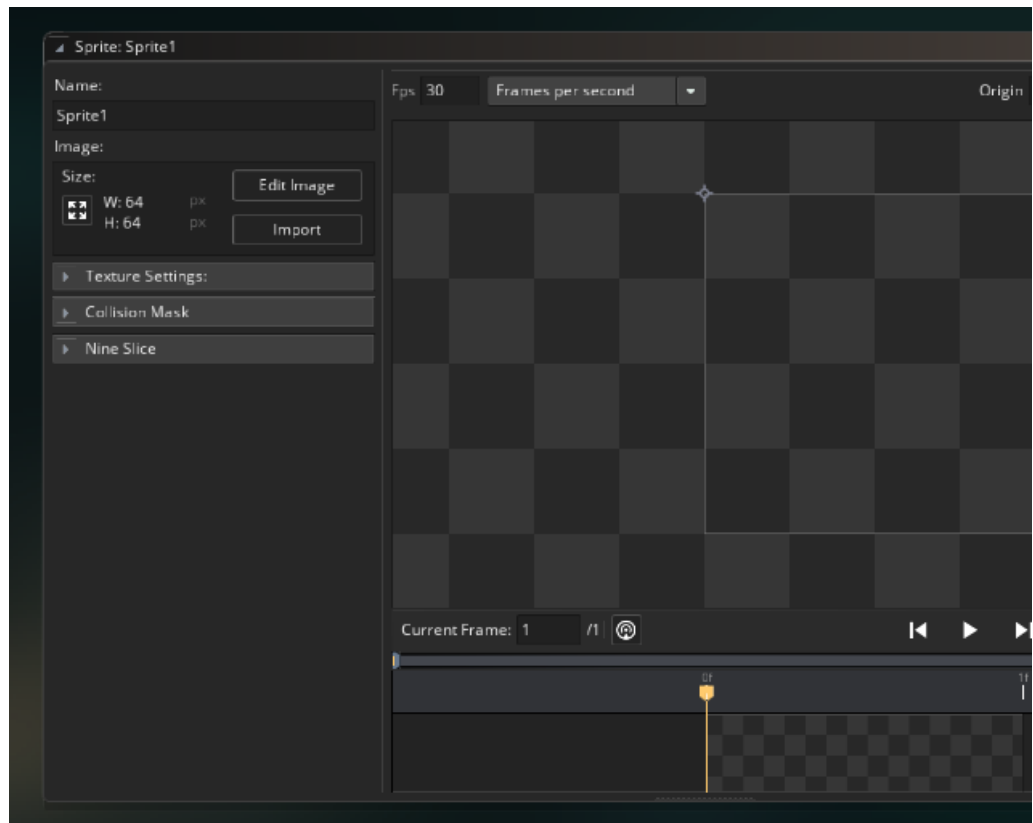 Sprite: Sprite1
Name:
Sprite1
Image:
Size:
W: 64 px
H: 64 px
Edit Image
Import
Texture Settings:
Collision Mask
Nine Slice
Fps 30 Frames per second Origin
Current Frame: 1 /1
0f 1f